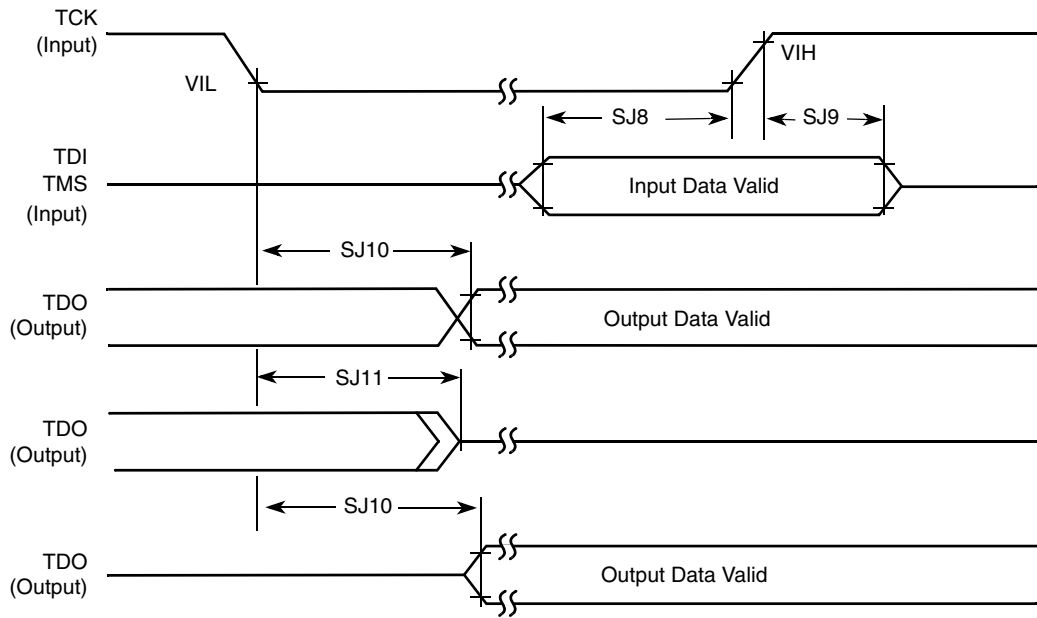 TCK
(Input)
VIL
VIH
SJ8
SJ9
TDI
TMS
(Input)
Input Data Valid
SJ10
TDO
(Output)
Output Data Valid
SJ11
TDO
(Output)
SJ10
TDO
(Output)
Output Data Valid